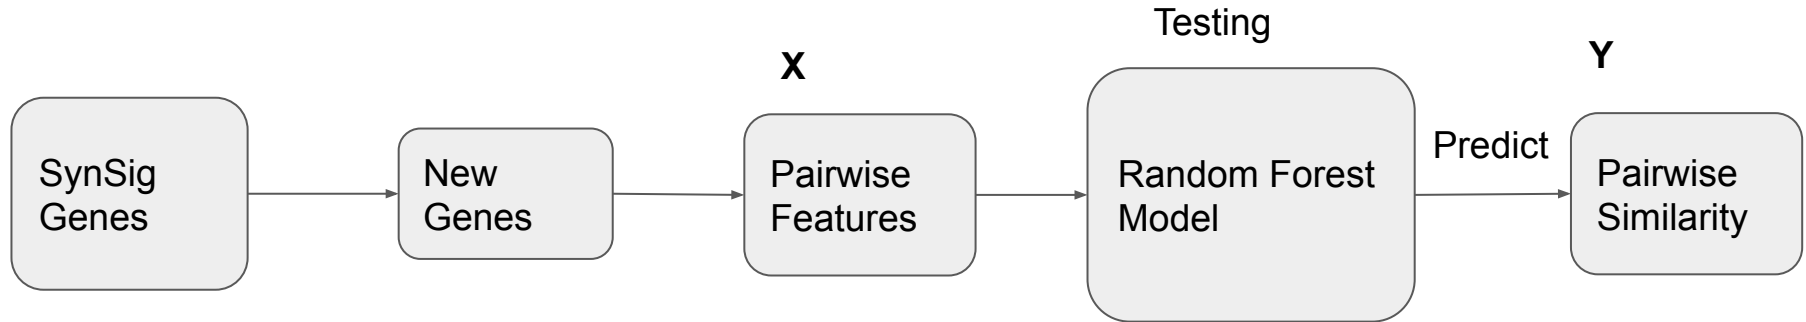 Testing
X
Y
SynSig
Genes
New
Genes
Pairwise
Features
Random Forest
Model
Predict
Pairwise
Similarity